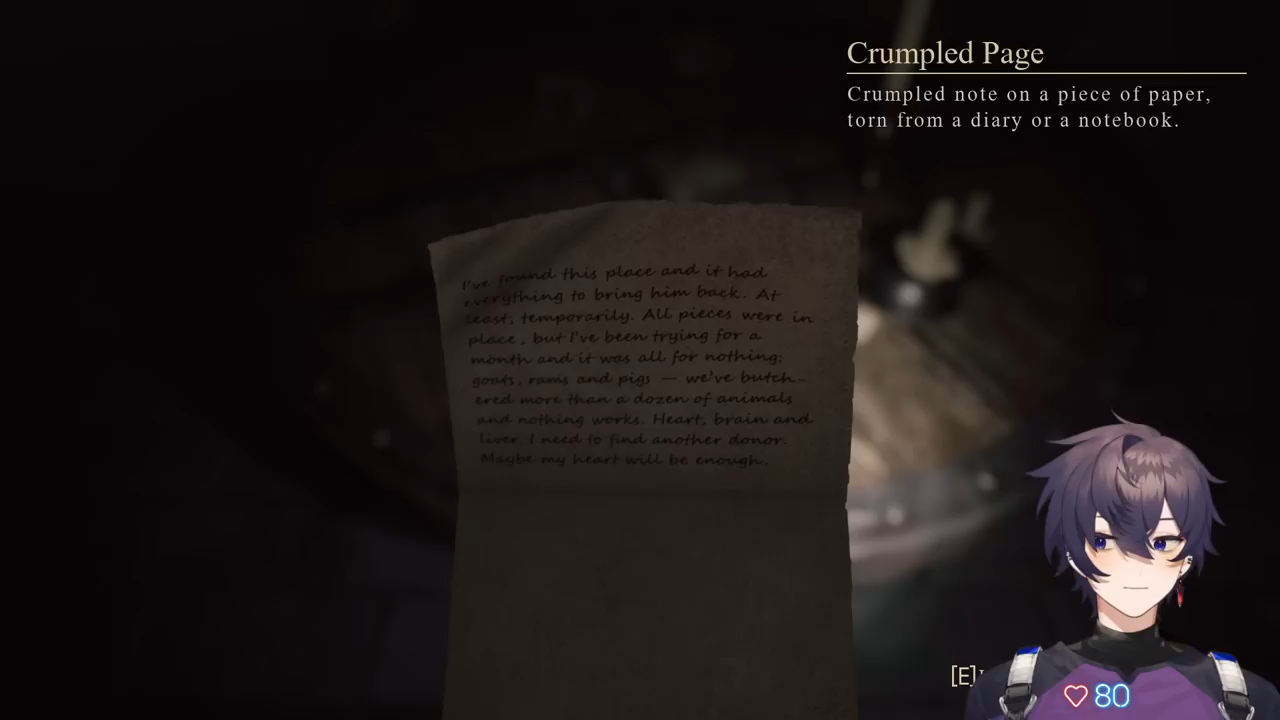 Crumpled Page
Crumpled note on a piece of paper,
torn from a diary or a notebook.
I've found this place and it had
everything to bring him back. At
least, temporarily. All pieces were in
place, but I've been trying for a
month and it was all for nothing:
goats, rams and pigs — we've butch-
ered more than a dozen of animals
and nothing works. Heart, brain and
liver. I need to find another donor.
Maybe my heart will be enough.
[E]
80